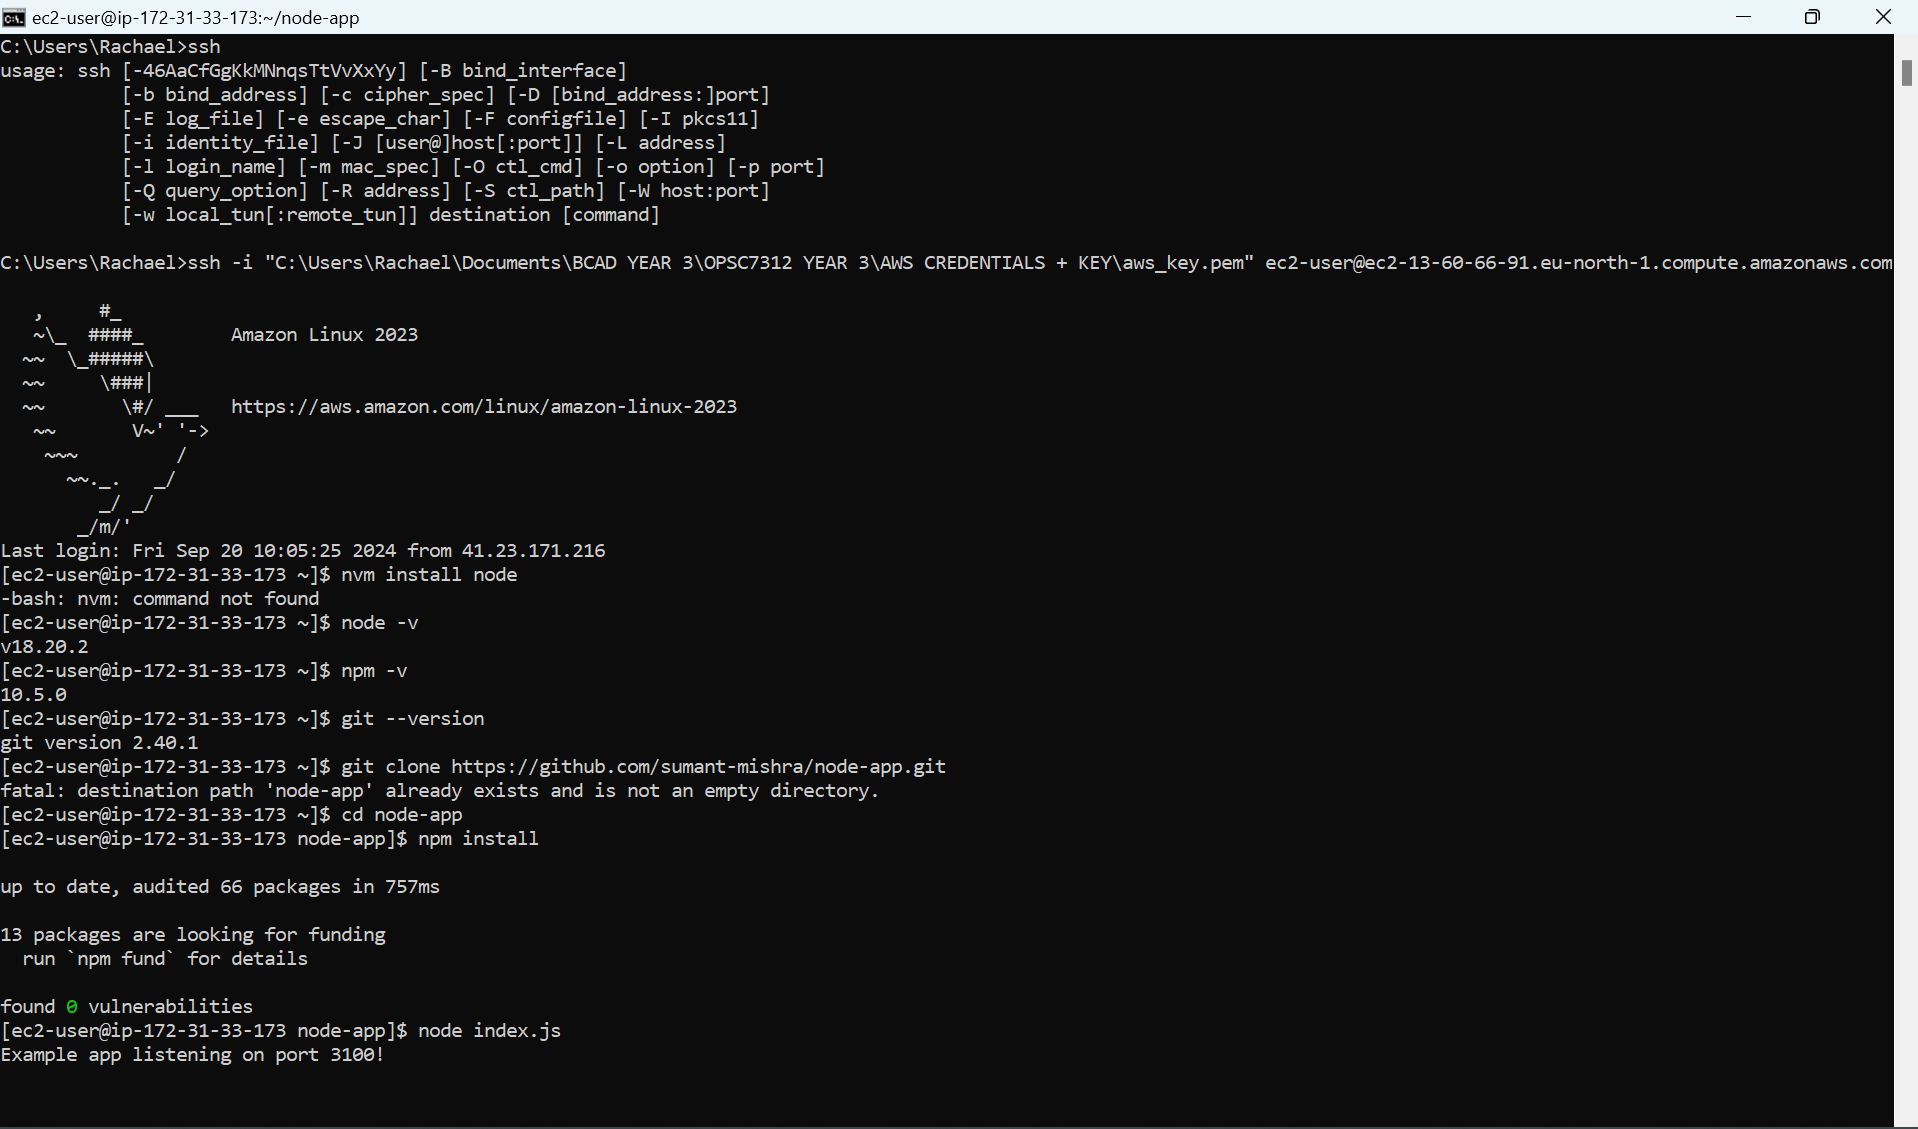 ec2-user@ip-172-31-33-173:~/node-app
C:\Users\Rachael>ssh
usage: ssh [-46AaCfGgKkMNnqsTtVvXxYy] [-B bind_interface]
           [-b bind_address] [-c cipher_spec] [-D [bind_address:]port]
           [-E log_file] [-e escape_char] [-F configfile] [-I pkcs11]
           [-i identity_file] [-J [user@]host[:port]] [-L address]
           [-l login_name] [-m mac_spec] [-O ctl_cmd] [-o option] [-p port]
           [-Q query_option] [-R address] [-S ctl_path] [-W host:port]
           [-w local_tun[:remote_tun]] destination [command]
C:\Users\Rachael>ssh -i "C:\Users\Rachael\Documents\BCAD YEAR 3\OPSC7312 YEAR 3\AWS CREDENTIALS + KEY\aws_key.pem" ec2-user@ec2-13-60-66-91.eu-north-1.compute.amazonaws.com
   ,     #_
   ~\_  ####_        Amazon Linux 2023
  ~~  \_#####\
  ~~     \###|
  ~~       \#/ ___   https://aws.amazon.com/linux/amazon-linux-2023
   ~~       V~' '->
    ~~~         /
      ~~._.   _/
         _/ _/
       _/m/'
Last login: Fri Sep 20 10:05:25 2024 from 41.23.171.216
[ec2-user@ip-172-31-33-173 ~]$ nvm install node
-bash: nvm: command not found
[ec2-user@ip-172-31-33-173 ~]$ node -v
v18.20.2
[ec2-user@ip-172-31-33-173 ~]$ npm -v
10.5.0
[ec2-user@ip-172-31-33-173 ~]$ git --version
git version 2.40.1
[ec2-user@ip-172-31-33-173 ~]$ git clone https://github.com/sumant-mishra/node-app.git
fatal: destination path 'node-app' already exists and is not an empty directory.
[ec2-user@ip-172-31-33-173 ~]$ cd node-app
[ec2-user@ip-172-31-33-173 node-app]$ npm install
up to date, audited 66 packages in 757ms
13 packages are looking for funding
  run `npm fund` for details
found 0 vulnerabilities
[ec2-user@ip-172-31-33-173 node-app]$ node index.js
Example app listening on port 3100!